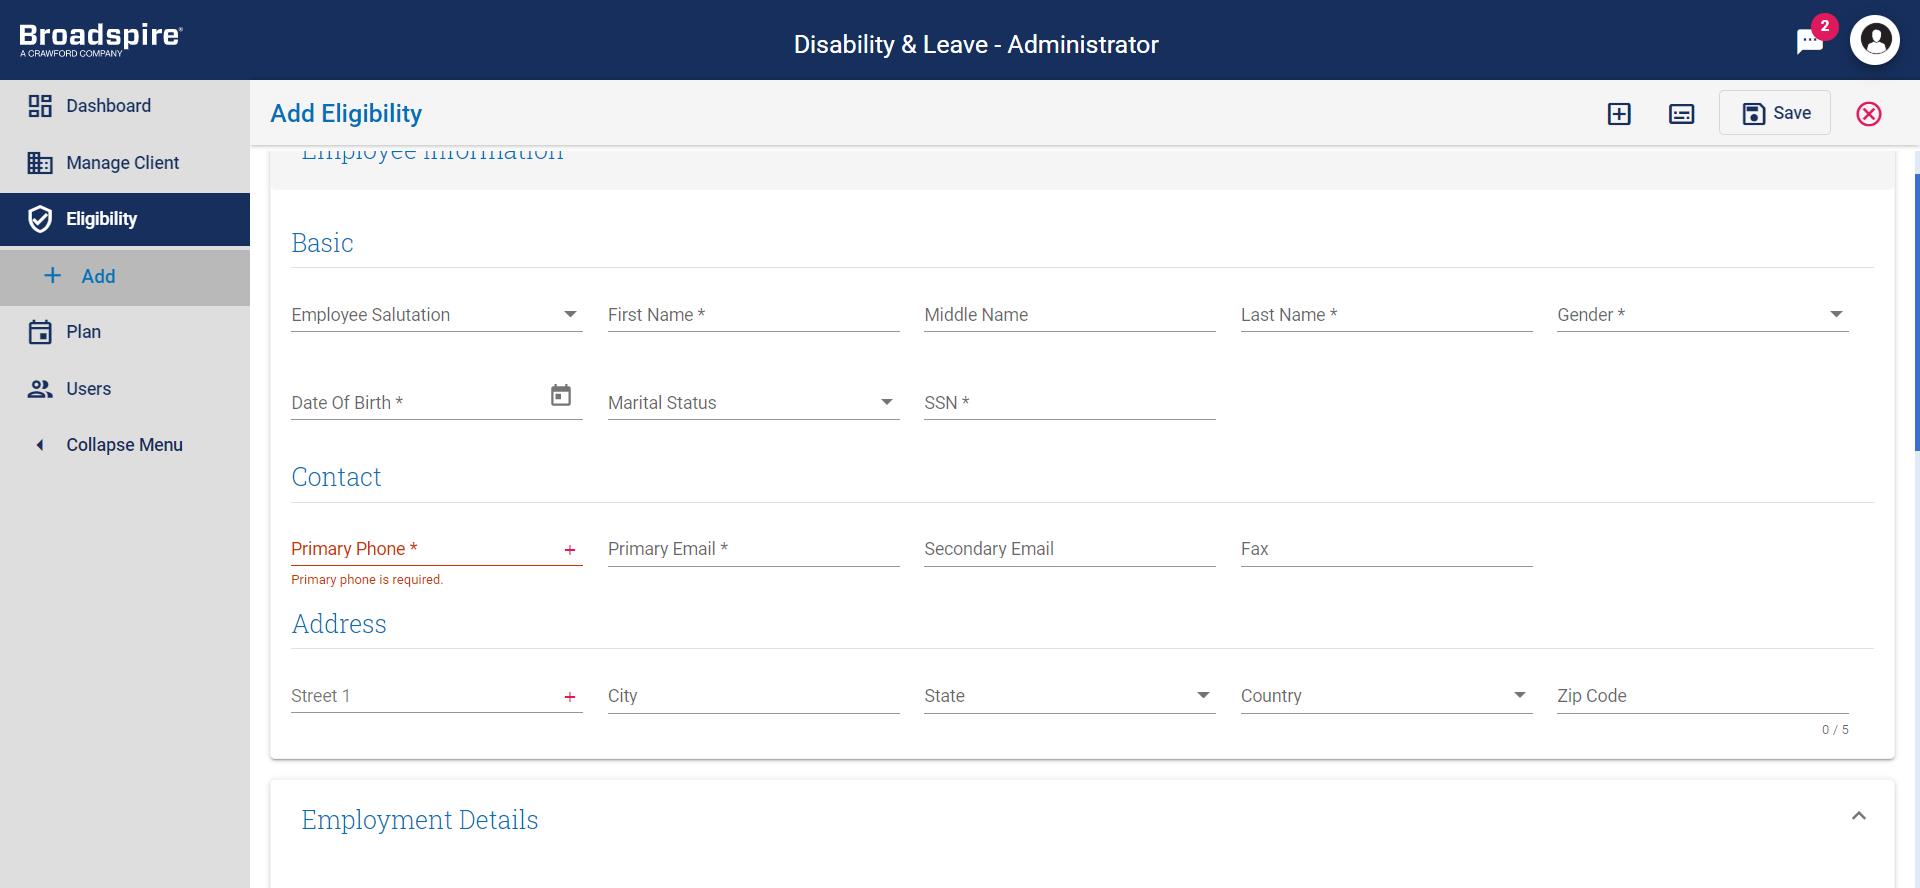 Broadspire®
A CRAWFORD COMPANY
Disability & Leave - Administrator
2
Dashboard
Manage Client
Eligibility
Add
Plan
Users
Collapse Menu
Add Eligibility
Save
Employee Information
Basic
Employee Salutation
First Name *
Middle Name
Last Name *
Gender *
Date Of Birth *
Marital Status
SSN *
Contact
Primary Phone *
+
Primary Email *
Secondary Email
Fax
Primary phone is required.
Address
Street 1
+
City
State
Country
Zip Code
0 / 5
Employment Details